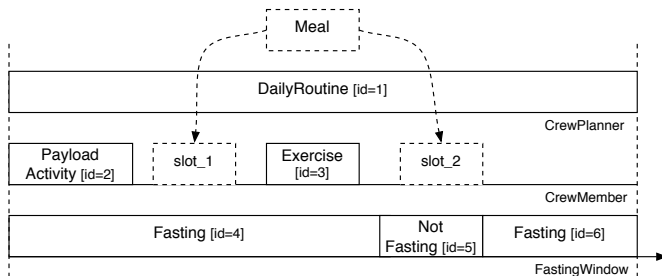 Meal
DailyRoutine [id=1]
CrewPlanner
Payload
Activity [id=2]
slot_1
Exercise
[id=3]
slot_2
CrewMember
Fasting [id=4]
Not
Fasting [id=5]
Fasting [id=6]
FastingWindow